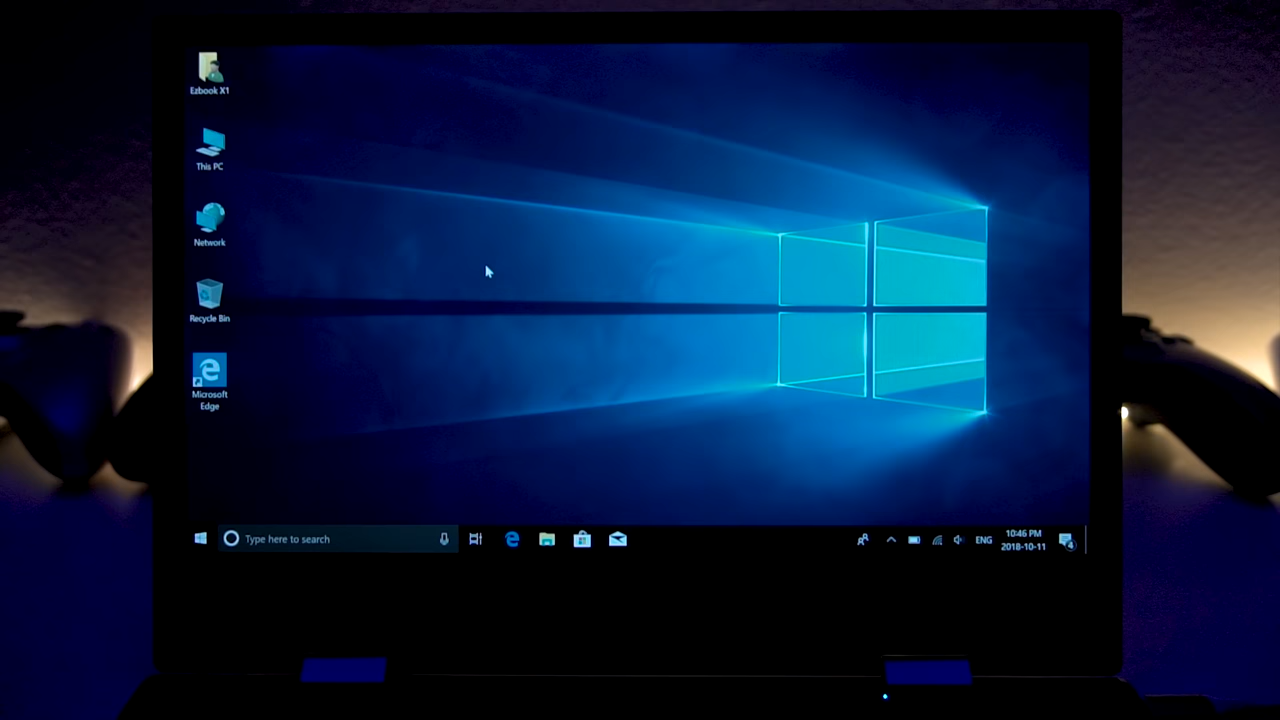 Ezbook X1
This PC
Network
Recycle Bin
Microsoft
Edge
Type here to search
ENG
10:46 PM
2018-10-11
4